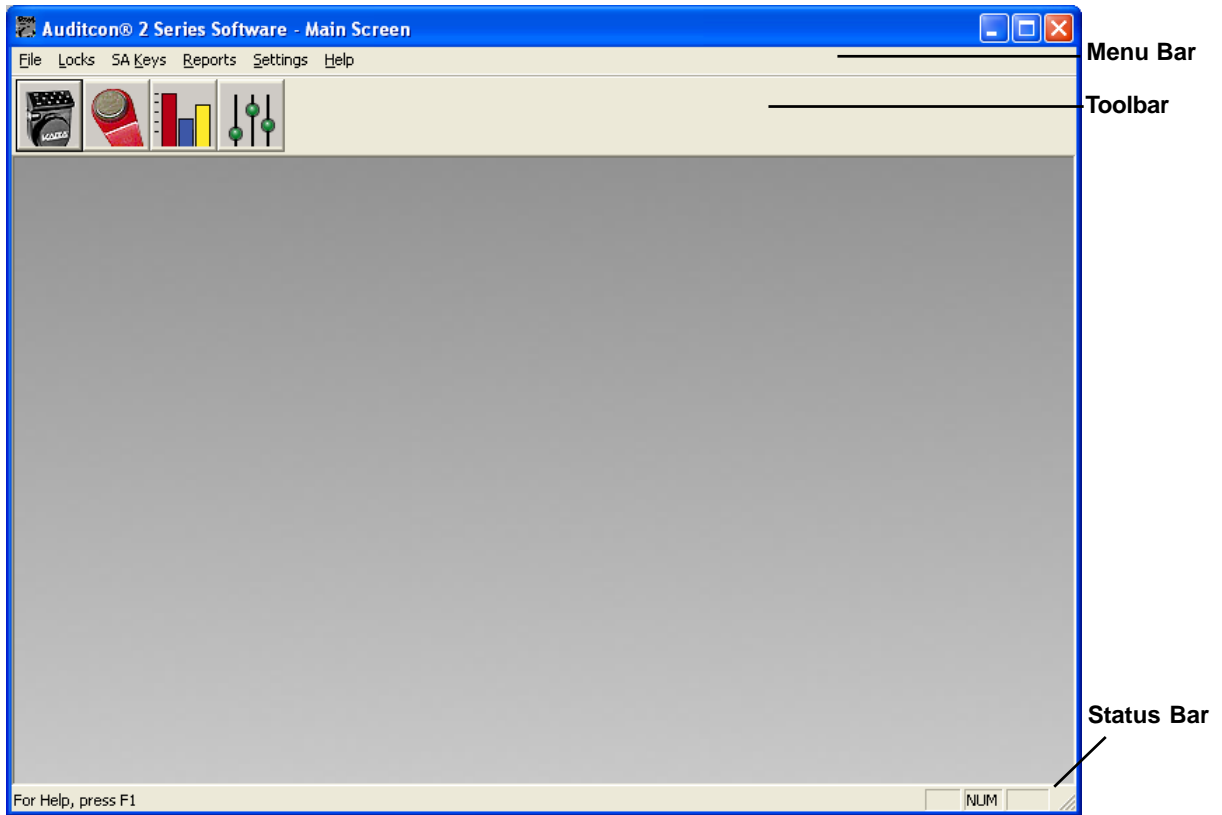 Auditcon® 2 Series Software - Main Screen
File Locks SA Keys Reports Settings Help
Menu Bar
KABA
Toolbar
For Help, press F1
NUM
Status Bar